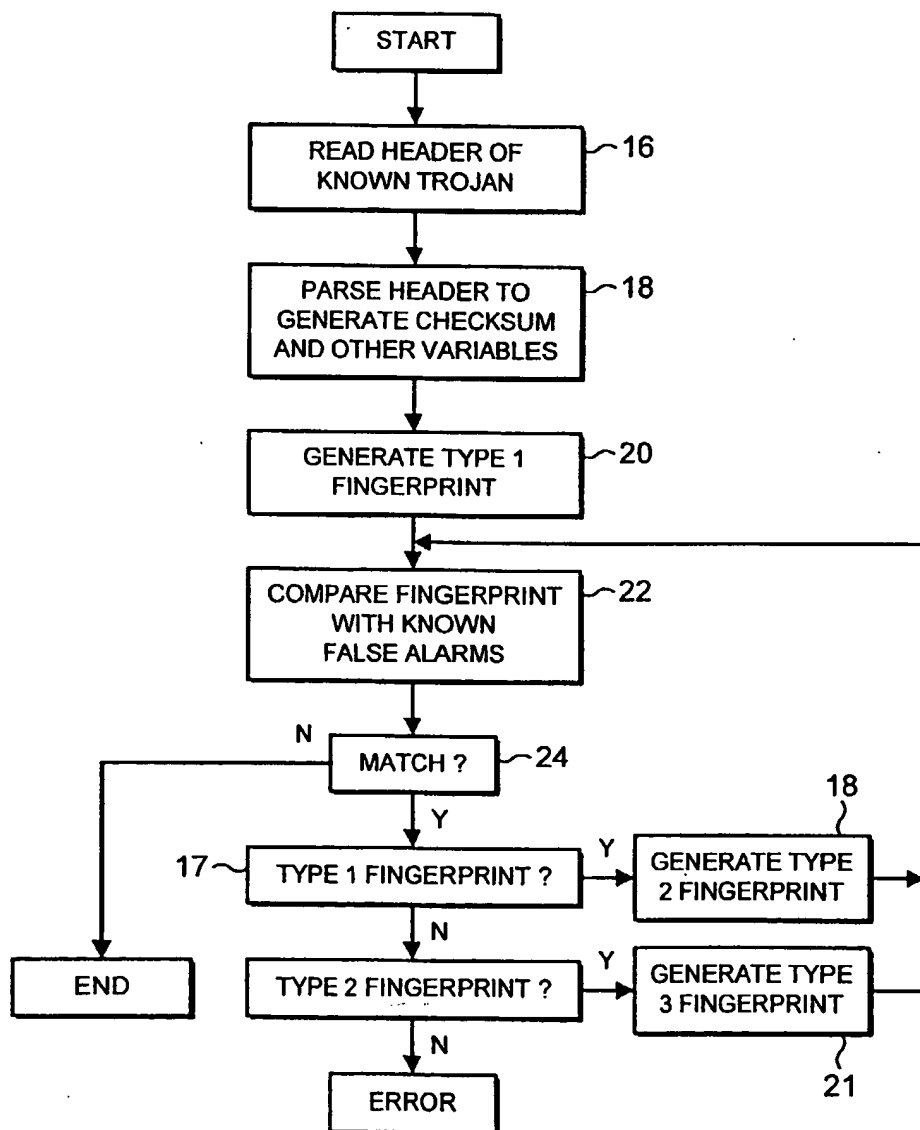 START
READ HEADER OF
KNOWN TROJAN
16
PARSE HEADER TO
GENERATE CHECKSUM
AND OTHER VARIABLES
18
GENERATE TYPE 1
FINGERPRINT
20
COMPARE FINGERPRINT
WITH KNOWN
FALSE ALARMS
22
N
MATCH ?
24
Y
17
TYPE 1 FINGERPRINT ?
Y
18
GENERATE TYPE
2 FINGERPRINT
N
END
TYPE 2 FINGERPRINT ?
Y
GENERATE TYPE
3 FINGERPRINT
21
N
ERROR